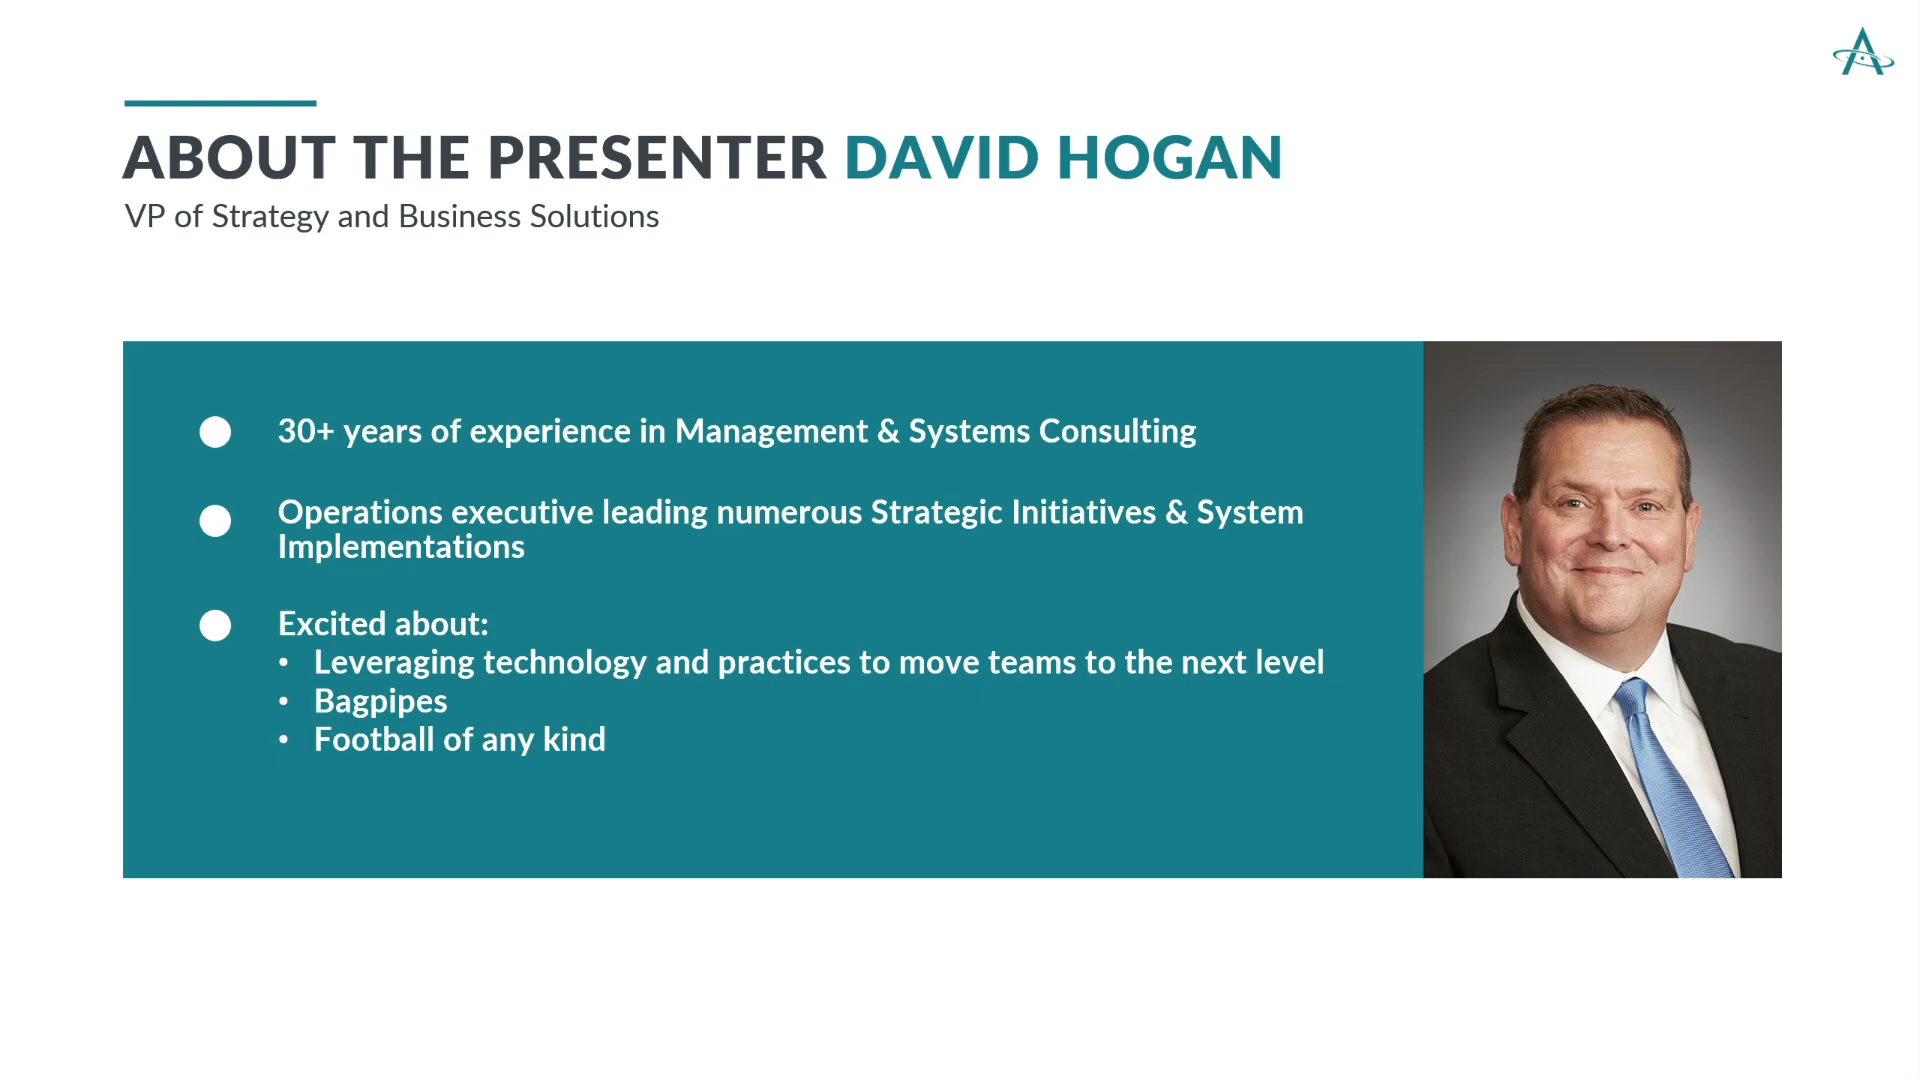 ABOUT THE PRESENTER DAVID HOGAN
VP of Strategy and Business Solutions
30+ years of experience in Management & Systems Consulting
Operations executive leading numerous Strategic Initiatives & System
Implementations
Excited about:
• Leveraging technology and practices to move teams to the next level
• Bagpipes
• Football of any kind